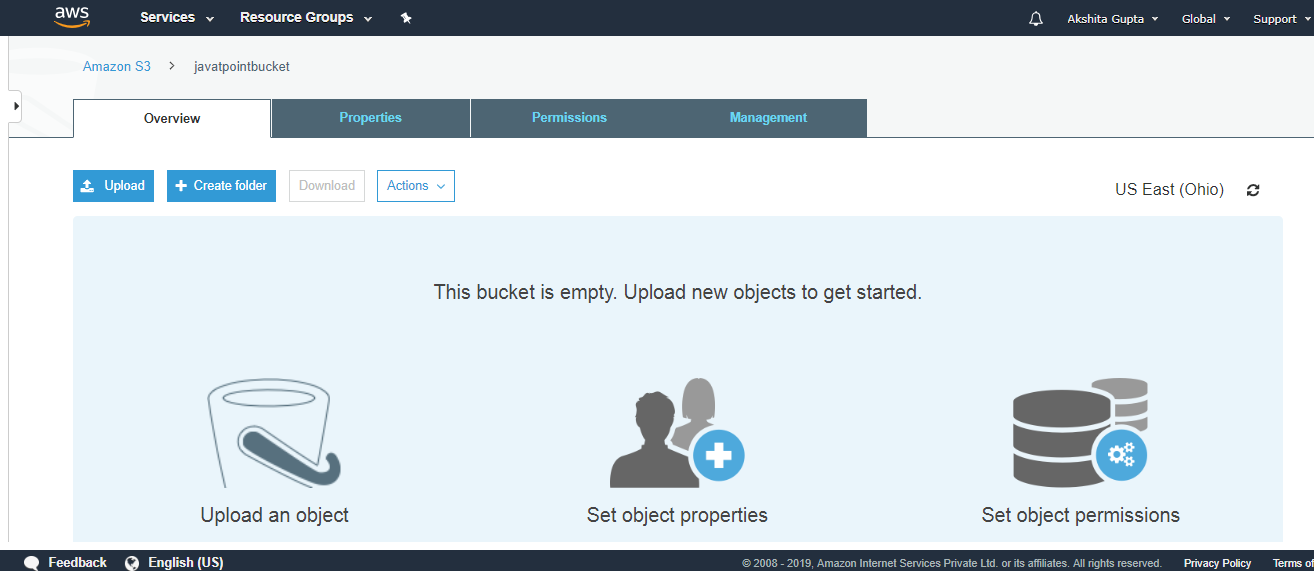 aws Services Resource Groups Akshita Gupta Global Support
Amazon S3 > javatpointbucket
Overview Properties Permissions Management
Upload Create folder Download Actions US East (Ohio)
This bucket is empty. Upload new objects to get started.
Upload an object Set object properties Set object permissions
Feedback English (US) © 2008 - 2019, Amazon Internet Services Private Ltd. or its affiliates. All rights reserved. Privacy Policy Terms of